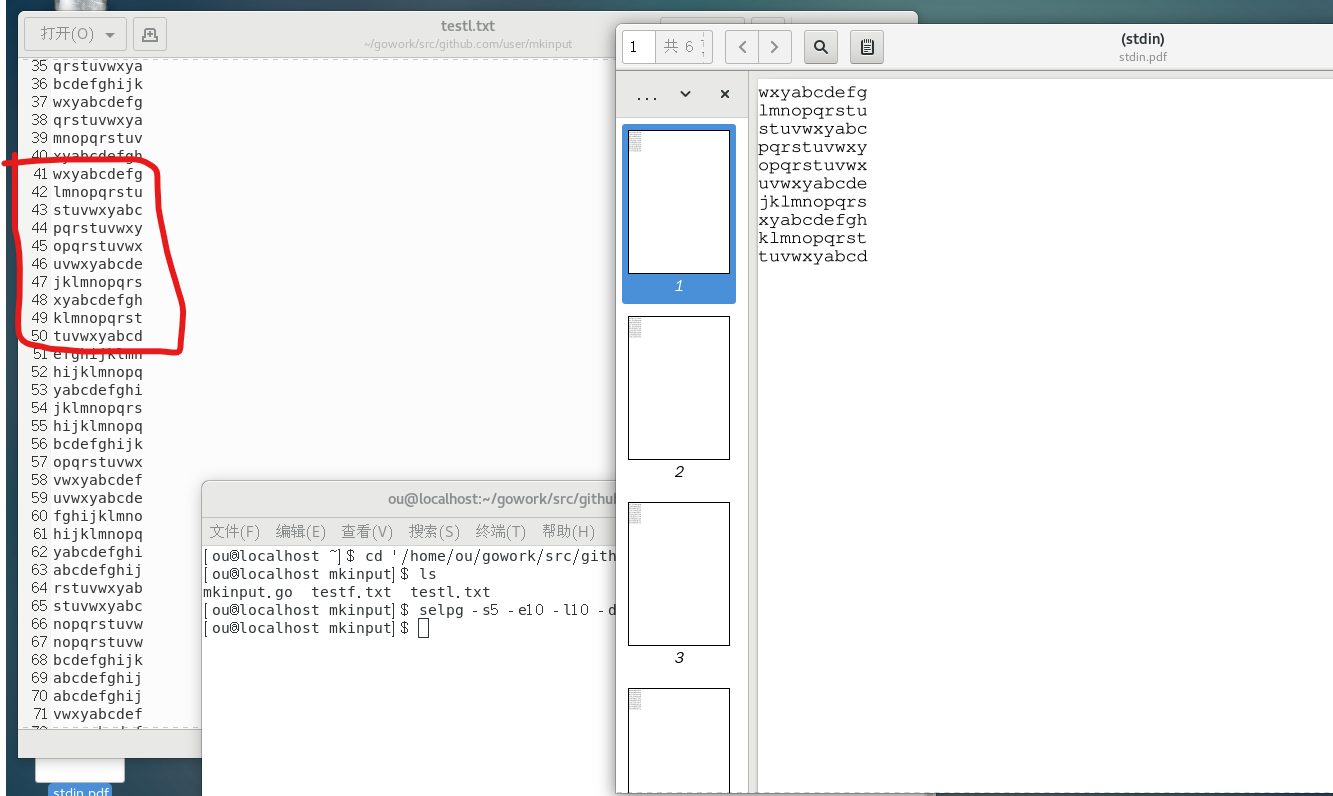 打开(O)
testl.txt
~/gowork/src/github.com/user/mkinput
35 qrstuvwxya
36 bcdefghijk
37 wxyabcdefg
38 qrstuvwxya
39 mnopqrstuv
40 xyabcdefgh
41 wxyabcdefg
42 lmnopqrstu
43 stuvwxyabc
44 pqrstuvwxy
45 opqrstuvwx
46 uvwxyabcde
47 jklmnopqrs
48 xyabcdefgh
49 klmnopqrst
50 tuvwxyabcd
51 efghijklmn
52 hijklmnopq
53 yabcdefghi
54 jklmnopqrs
55 hijklmnopq
56 bcdefghijk
57 opqrstuvwx
58 vwxyabcdef
59 uvwxyabcde
60 fghijklmno
61 hijklmnopq
62 yabcdefghi
63 abcdefghij
64 rstuvwxyab
65 stuvwxyabc
66 nopqrstuvw
67 nopqrstuvw
68 bcdefghijk
69 abcdefghij
70 abcdefghij
71 vwxyabcdef
stdin.pdf
ou@localhost:~/gowork/src/githu
文件(F) 编辑(E) 查看(V) 搜索(S) 终端(T) 帮助(H)
[ou@localhost ~]$ cd '/home/ou/gowork/src/gith
[ou@localhost mkinput]$ ls
mkinput.go testf.txt testl.txt
[ou@localhost mkinput]$ selpg -s5 -e10 -l10 -d
[ou@localhost mkinput]$
1 共 6
(stdin)
stdin.pdf
...
1
2
3
wxyabcdefg
lmnopqrstu
stuvwxyabc
pqrstuvwxy
opqrstuvwx
uvwxyabcde
jklmnopqrs
xyabcdefgh
klmnopqrst
tuvwxyabcd